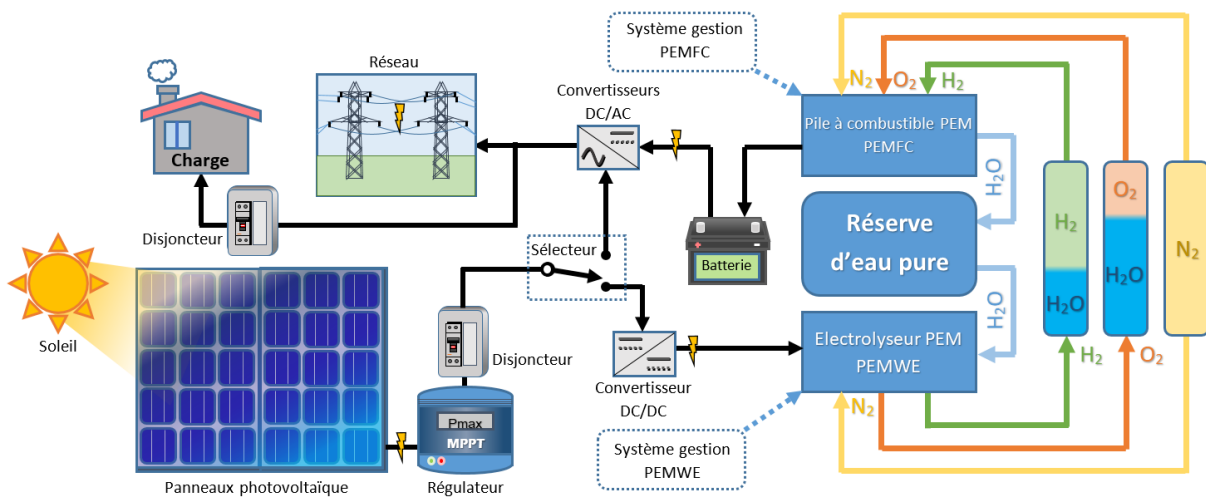 Système gestion
PEMFC
Réseau
Convertisseurs
DC/AC
N₂
O₂
H₂
Pile à combustible PEM
PEMFC
H₂O
Charge
Disjoncteur
Sélecteur
Batterie
Réserve
d'eau pure
H₂
H₂O
O₂
H₂O
N₂
H₂O
Soleil
Disjoncteur
Convertisseur
DC/DC
Electrolyseur PEM
PEMWE
H₂
O₂
N₂
Pmax
MPPT
Système gestion
PEMWE
Panneaux photovoltaïque
Régulateur